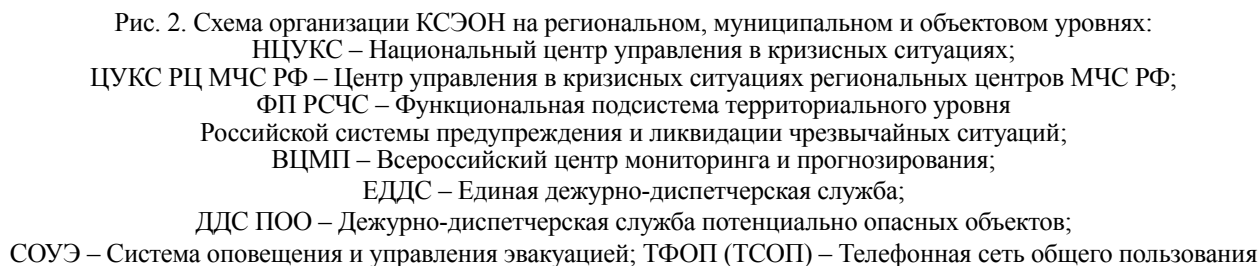 Рис. 2. Схема организации КСЭОН на региональном, муниципальном и объектовом уровнях:
НЦУКС – Национальный центр управления в кризисных ситуациях;
ЦУКС РЦ МЧС РФ – Центр управления в кризисных ситуациях региональных центров МЧС РФ;
ФП РСЧС – Функциональная подсистема территориального уровня
Российской системы предупреждения и ликвидации чрезвычайных ситуаций;
ВЦМП – Всероссийский центр мониторинга и прогнозирования;
ЕДДС – Единая дежурно-диспетчерская служба;
ДДС ПОО – Дежурно-диспетчерская служба потенциально опасных объектов;
СОУЭ – Система оповещения и управления эвакуацией; ТФОП (ТСОП) – Телефонная сеть общего пользования